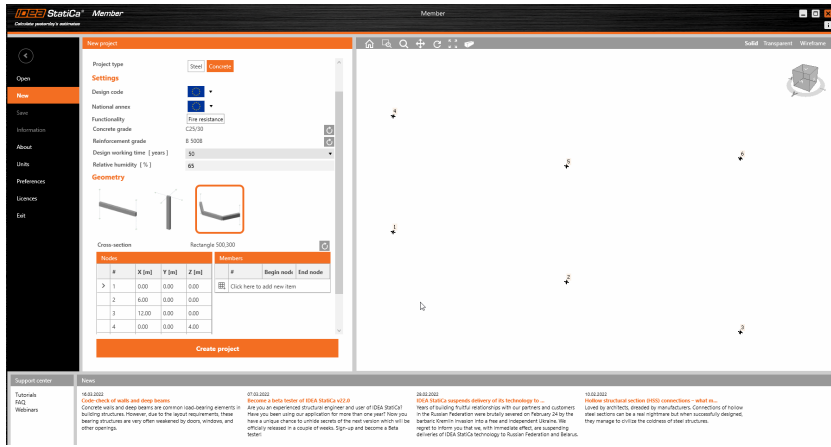 IDEA StatiCa® Member
Calculate yesterday's estimates
Member
New project
Solid Transparent Wireframe
Open
New
Save
Information
About
Units
Preferences
Licences
Exit
Project type Steel Concrete
Settings
Design code
National annex
Functionality Fire resistance
Concrete grade C25/30
Reinforcement grade B 500B
Design working time [ years ] 50
Relative humidity [ % ] 65
Geometry
Cross-section Rectangle 500,300
Nodes
# X [m] Y [m] Z [m]
> 1 0.00 0.00 0.00
2 6.00 0.00 0.00
3 12.00 0.00 0.00
4 0.00 0.00 4.00
Members
# Begin node End node
Click here to add new item
Create project
4
5
6
1
2
3
Support center
Tutorials
FAQ
Webinars
News
16.03.2022
Code-check of walls and deep beams
Concrete walls and deep beams are common load-bearing elements in
building structures. However, due to the layout requirements, these
bearing structures are very often weakened by doors, windows, and
other openings.
07.03.2022
Become a beta tester of IDEA StatiCa v22.0
Are you an experienced structural engineer and user of IDEA StatiCa?
Have you been using our application for more than one year? Now you
have a unique chance to unhide secrets of the next version which will be
officially released in a couple of weeks. Sign-up and become a Beta
tester!
28.02.2022
IDEA StatiCa suspends delivery of its technology to ...
Years of building fruitful relationships with our partners and customers
in the Russian Federation were brutally severed on February 24 by the
barbaric Kremlin invasion into a free and independent Ukraine. We
regret to inform you that we, with immediate effect, are suspending
deliveries of IDEA StatiCa technology to Russian Federation and Belarus.
10.02.2022
Hollow structural section (HSS) connections - what m...
Loved by architects, dreaded by manufacturers. Connections of hollow
steel sections can be a real nightmare but when successfully designed,
they manage to civilize the coldness of steel structures.